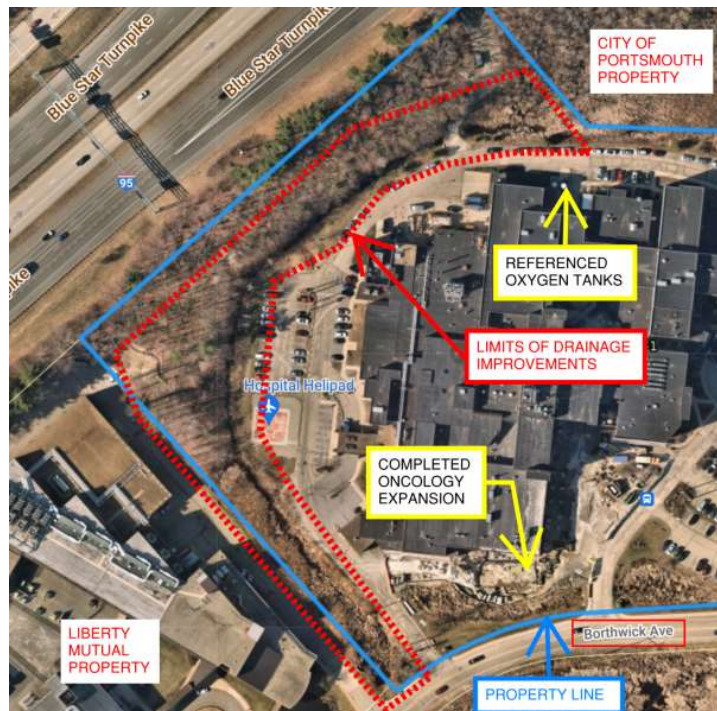 Blue Star Turnpike
Blue Star Turnpike
CITY OF
PORTSMOUTH
PROPERTY
95
REFERENCED
OXYGEN TANKS
LIMITS OF DRAINAGE
IMPROVEMENTS
1
Hospital Helipad
COMPLETED
ONCOLOGY
EXPANSION
LIBERTY
MUTUAL
PROPERTY
Borthwick Ave
PROPERTY LINE